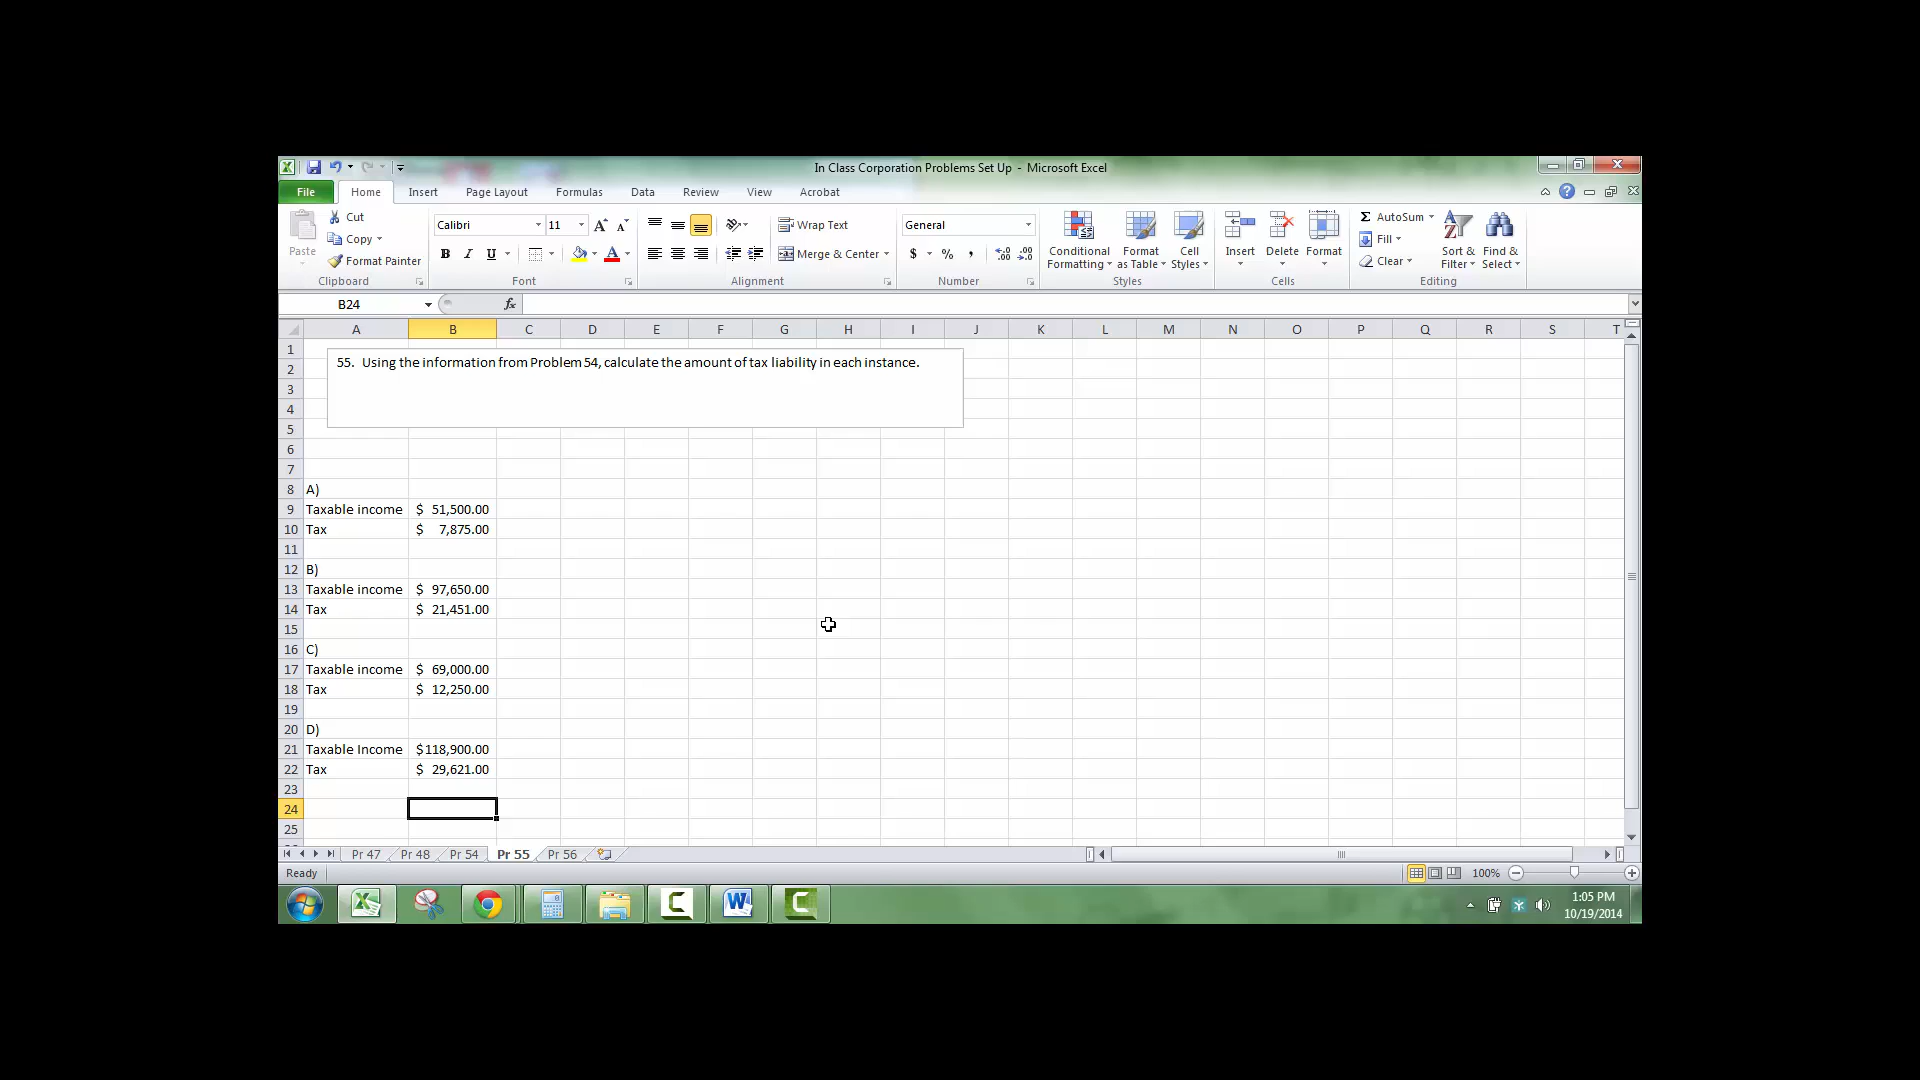 In Class Corporation Problems Set Up - Microsoft Excel
File Home Insert Page Layout Formulas Data Review View Acrobat
Paste
Cut
Copy
Format Painter
Clipboard
Calibri 11
B I U
Font
Wrap Text
Merge & Center
Alignment
General
$ % ,
Number
Conditional
Formatting
Format
as Table
Cell
Styles
Styles
Insert Delete Format
Cells
Σ AutoSum
Fill
Clear
Sort &
Filter
Find &
Select
Editing
B24 fx
A B C D E F G H I J K L M N O P Q R S T
1
2
3
4
5
55. Using the information from Problem 54, calculate the amount of tax liability in each instance.
6
7
8 A)
9 Taxable income $ 51,500.00
10 Tax $ 7,875.00
11
12 B)
13 Taxable income $ 97,650.00
14 Tax $ 21,451.00
15
16 C)
17 Taxable income $ 69,000.00
18 Tax $ 12,250.00
19
20 D)
21 Taxable Income $118,900.00
22 Tax $ 29,621.00
23
24
25
Pr 47 Pr 48 Pr 54 Pr 55 Pr 56
Ready 100%
1:05 PM
10/19/2014